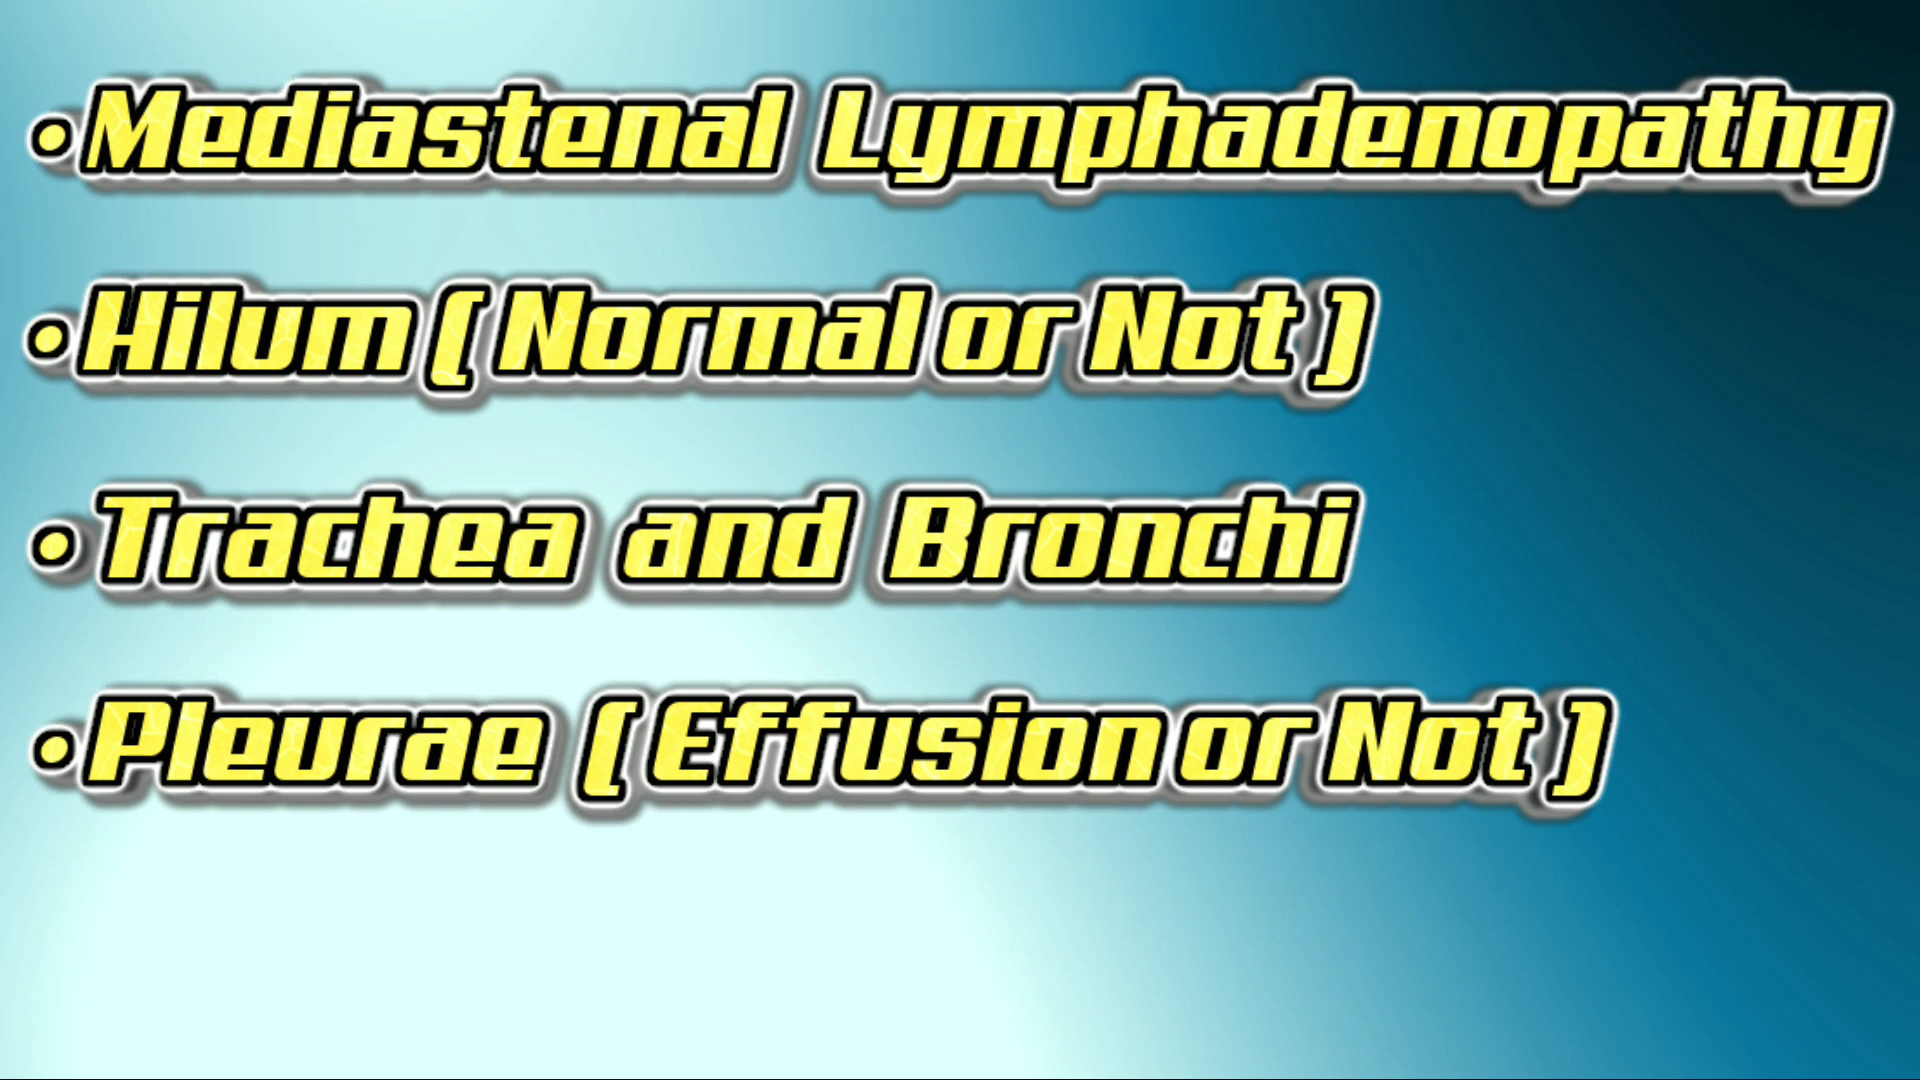 • Mediastenal Lymphadenopathy
• Hilum ( Normal or Not )
• Trachea and Bronchi
• Pleurae ( Effusion or Not )